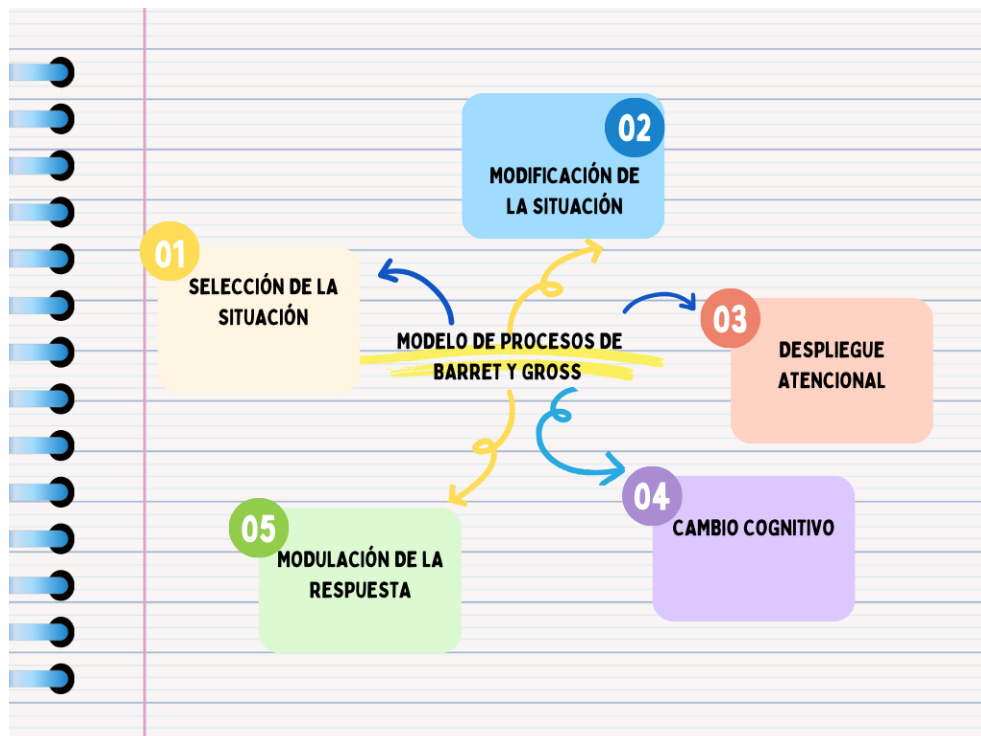 02
MODIFICACIÓN DE
LA SITUACIÓN
01
SELECCIÓN DE LA
SITUACIÓN
MODELO DE PROCESOS DE
BARRET Y GROSS
03
DESPLIEGUE
ATENCIONAL
04
CAMBIO COGNITIVO
05
MODULACIÓN DE LA
RESPUESTA